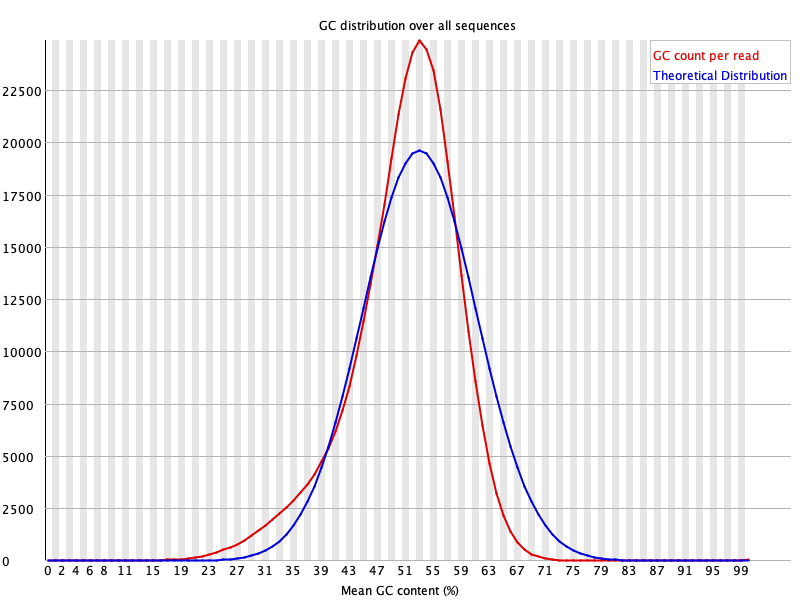 GC distribution over all sequences
GC count per read
Theoretical Distribution
22500
20000
17500
15000
12500
10000
7500
5000
2500
0
0 2 4 6 8 11 15 19 23 27 31 35 39 43 47 51 55 59 63 67 71 75 79 83 87 91 95 99
Mean GC content (%)